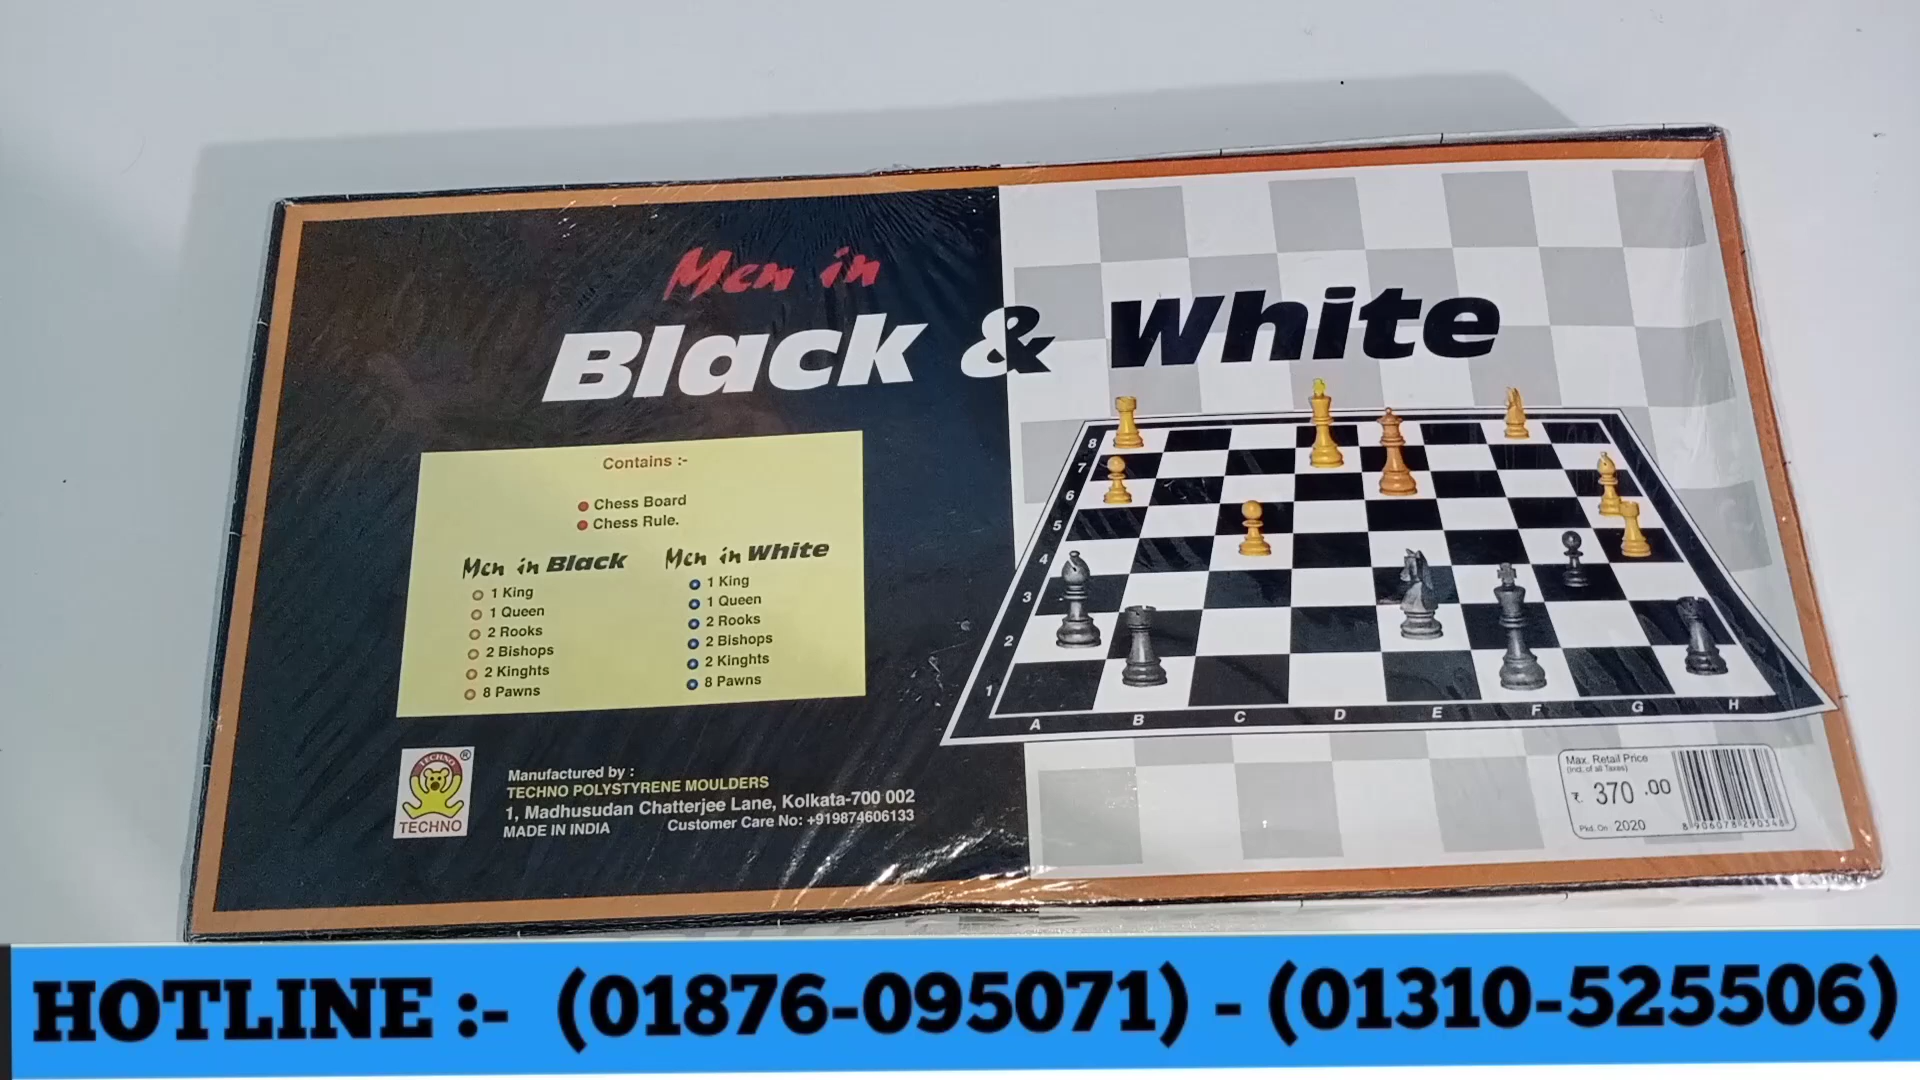 Men in
Black & White
Contains :-
Chess Board
Chess Rule.
Men in Black
1 King
1 Queen
2 Rooks
2 Bishops
2 Kinghts
8 Pawns
Men in White
1 King
1 Queen
2 Rooks
2 Bishops
2 Kinghts
8 Pawns
8
7
6
5
4
3
2
1
A B C D E F G H
TECHNO
®
TECHNO
Manufactured by :
TECHNO POLYSTYRENE MOULDERS
1, Madhusudan Chatterjee Lane, Kolkata-700 002
MADE IN INDIA Customer Care No: +919874606133
Max. Retail Price
(Incl. of all Taxes)
₹. 370 .00
Pkd. On : 2020
HOTLINE :- (01876-095071) - (01310-525506)